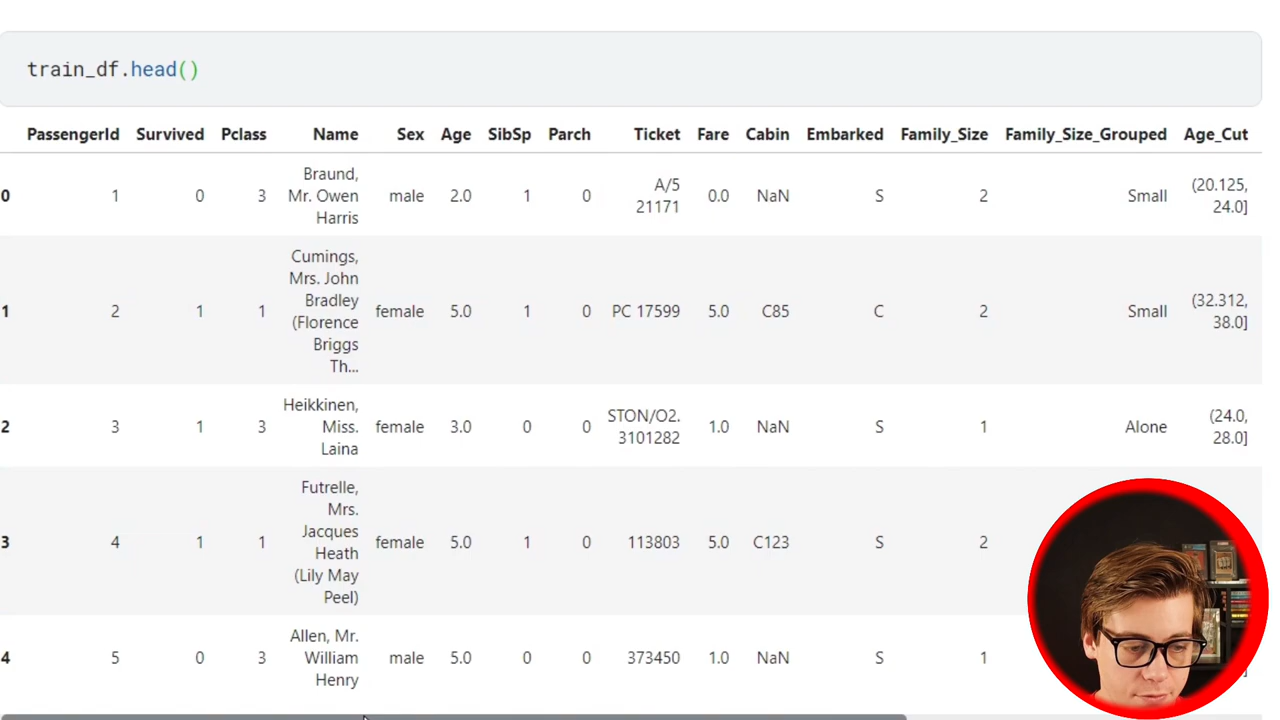 train_df.head()
PassengerId Survived Pclass Name Sex Age SibSp Parch Ticket Fare Cabin Embarked Family_Size Family_Size_Grouped Age_Cut
0 1 0 3 Braund, Mr. Owen Harris male 2.0 1 0 A/5 21171 0.0 NaN S 2 Small (20.125, 24.0]
1 2 1 1 Cumings, Mrs. John Bradley (Florence Briggs Th... female 5.0 1 0 PC 17599 5.0 C85 C 2 Small (32.312, 38.0]
2 3 1 3 Heikkinen, Miss. Laina female 3.0 0 0 STON/O2. 3101282 1.0 NaN S 1 Alone (24.0, 28.0]
3 4 1 1 Futrelle, Mrs. Jacques Heath (Lily May Peel) female 5.0 1 0 113803 5.0 C123 S 2
4 5 0 3 Allen, Mr. William Henry male 5.0 0 0 373450 1.0 NaN S 1